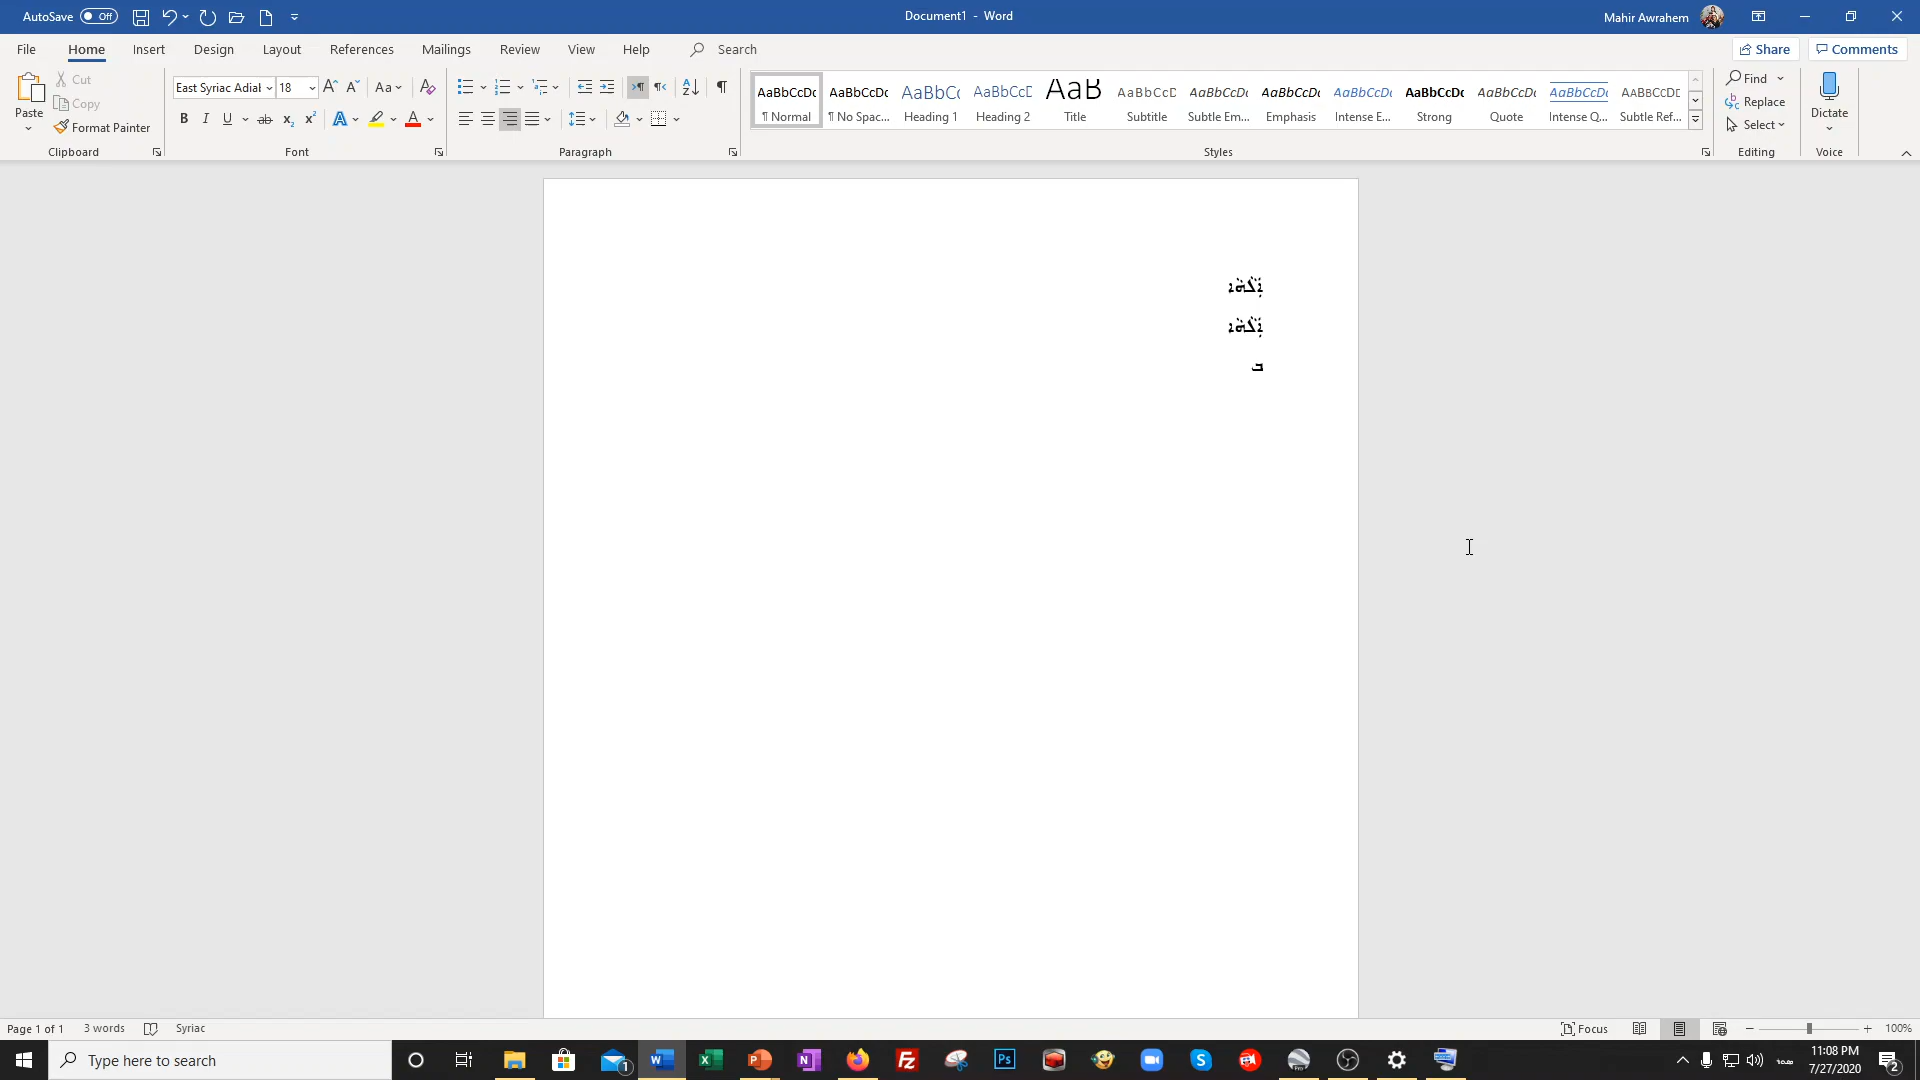 AutoSave Off
Document1 - Word
Mahir Awrahem
File Home Insert Design Layout References Mailings Review View Help Search
Share Comments
Paste
Cut
Copy
Format Painter
Clipboard
East Syriac Adiab 18
Font
Paragraph
AaBbCcDc AaBbCcDc AaBbCc AaBbCcD AaB AaBbCcD AaBbCcDc AaBbCcDc AaBbCcDc AaBbCcDc AaBbCcDc AaBbCcDc AaBbCcDc
¶ Normal ¶ No Spac... Heading 1 Heading 2 Title Subtitle Subtle Em... Emphasis Intense E... Strong Quote Intense Q... Subtle Ref...
Styles
Find
Replace
Select
Editing
Dictate
Voice
ܒ
Page 1 of 1 3 words Syriac
Focus
100%
Type here to search
11:08 PM
7/27/2020